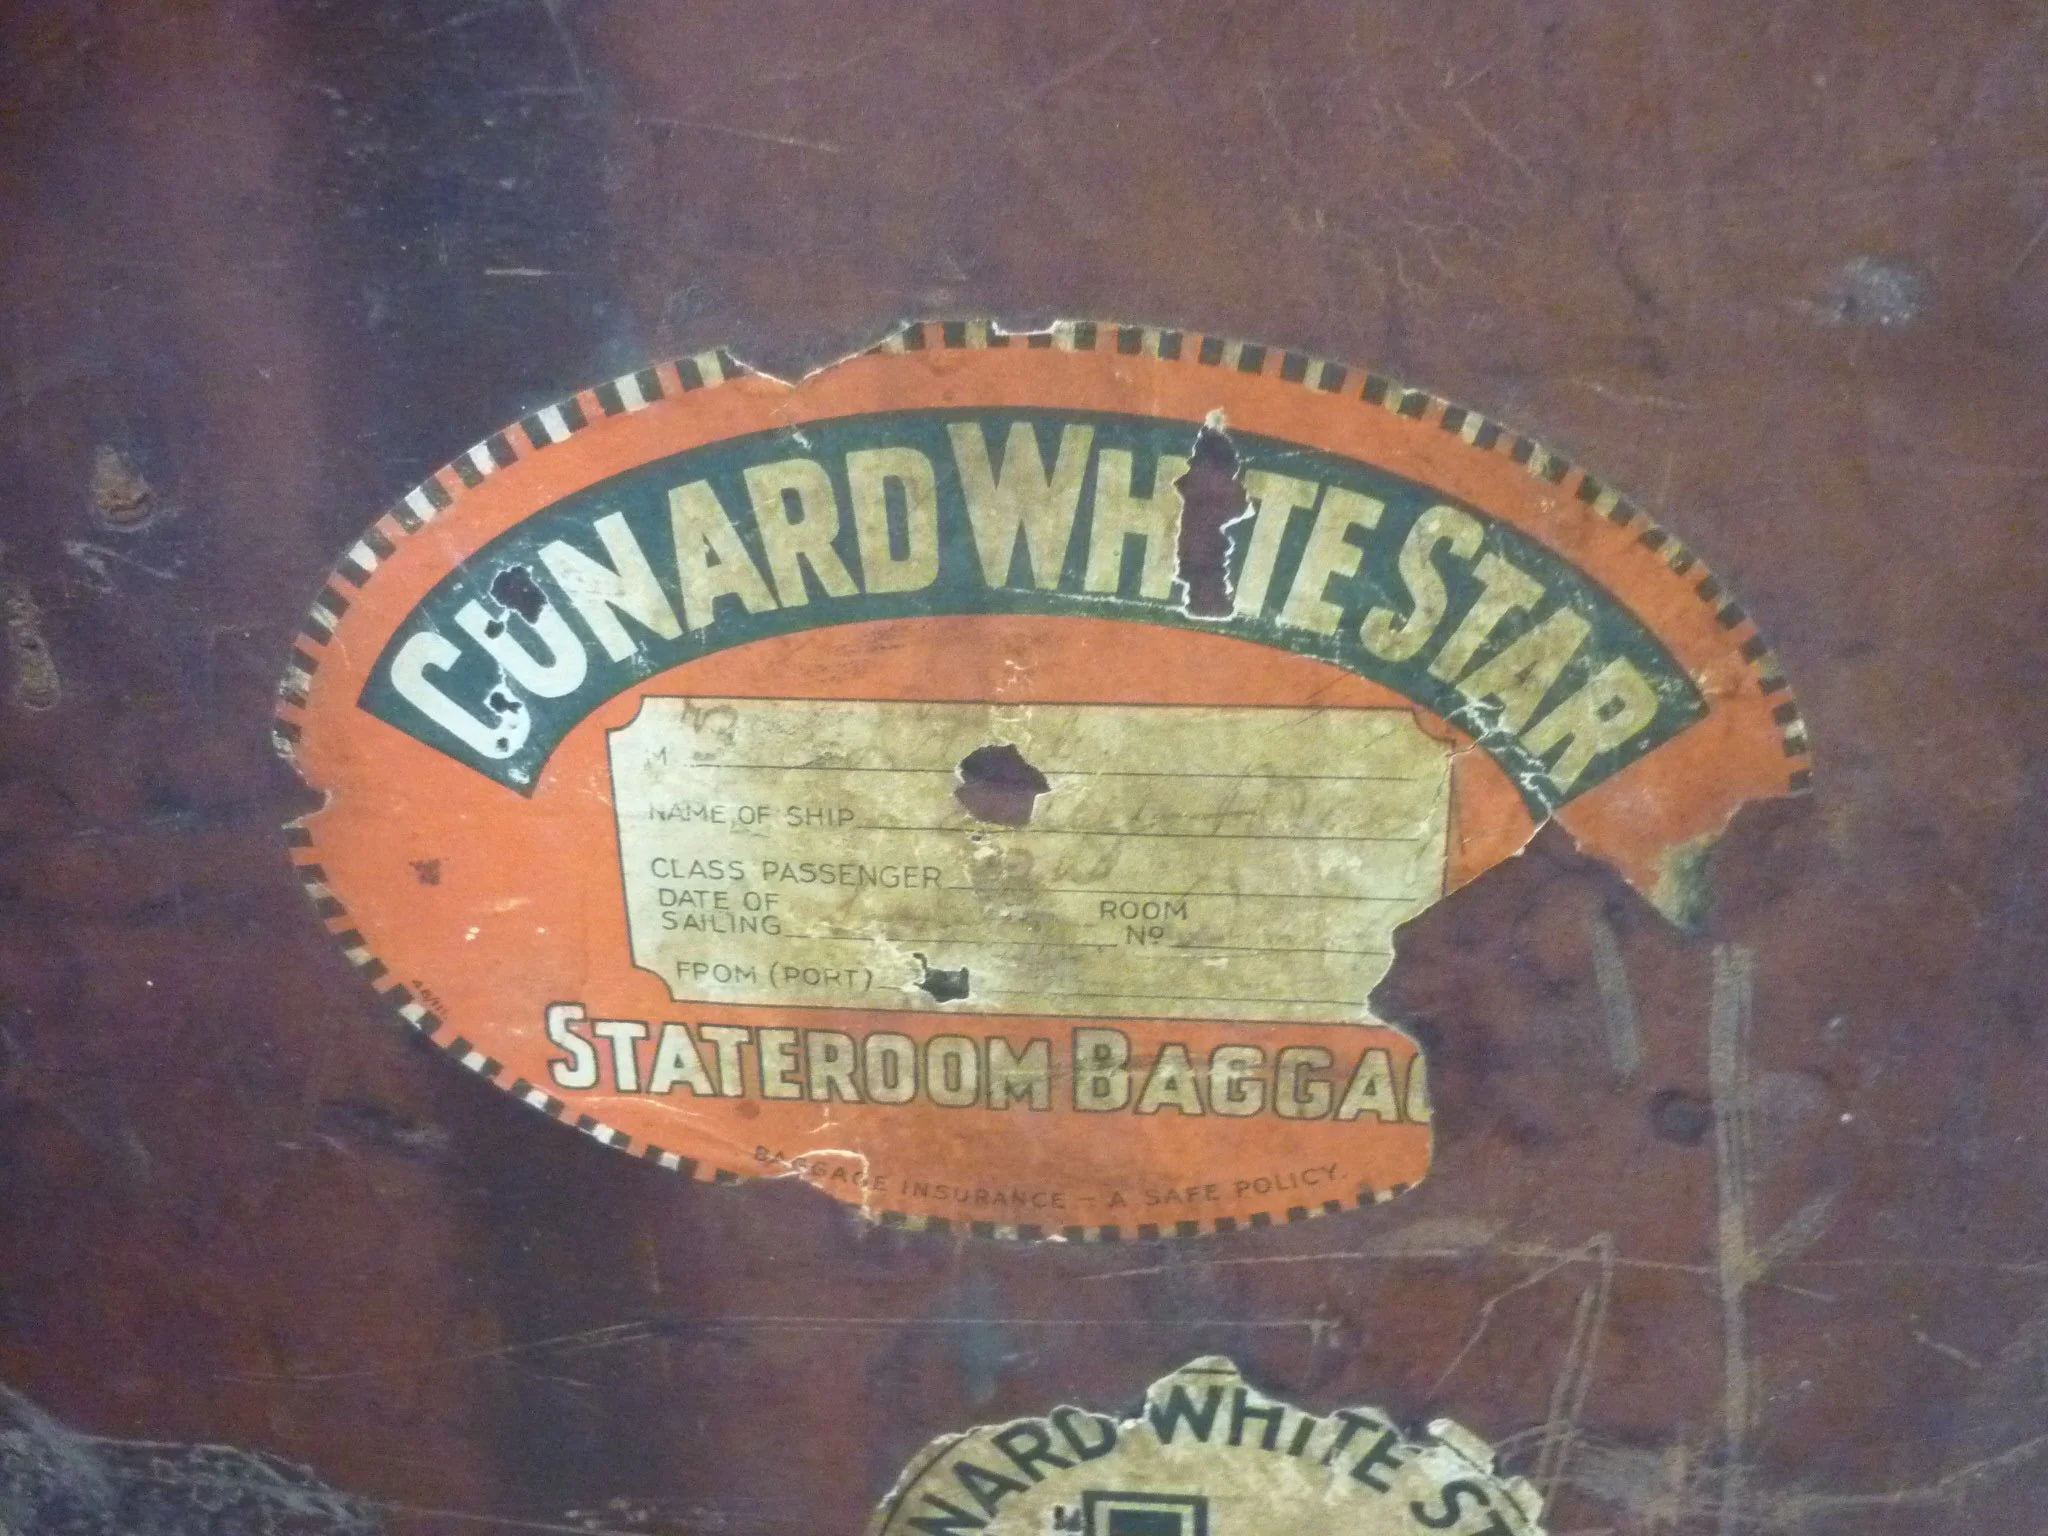 CUNARD WHITE STAR
M
NAME OF SHIP
CLASS PASSENGER
DATE OF
SAILING
ROOM
Nº
FROM (PORT)
STATEROOM BAGGAG
BAGGAGE INSURANCE – A SAFE POLICY.
NARD WHITE ST
M